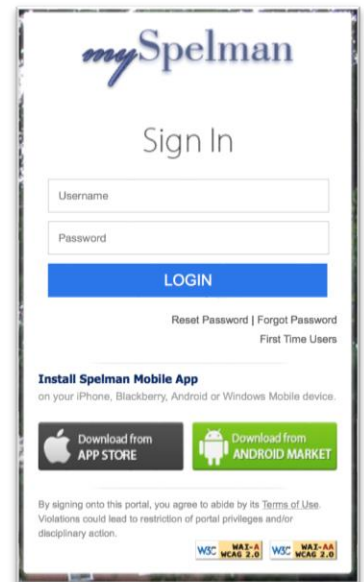 mySpelman
Sign In
Username
Password
LOGIN
Reset Password | Forgot Password
First Time Users
Install Spelman Mobile App
on your iPhone, Blackberry, Android or Windows Mobile device.
Download from
APP STORE
Download from
ANDROID MARKET
By signing onto this portal, you agree to abide by its Terms of Use.
Violations could lead to restriction of portal privileges and/or
disciplinary action.
W3C WAI-A WCAG 2.0
W3C WAI-AA WCAG 2.0